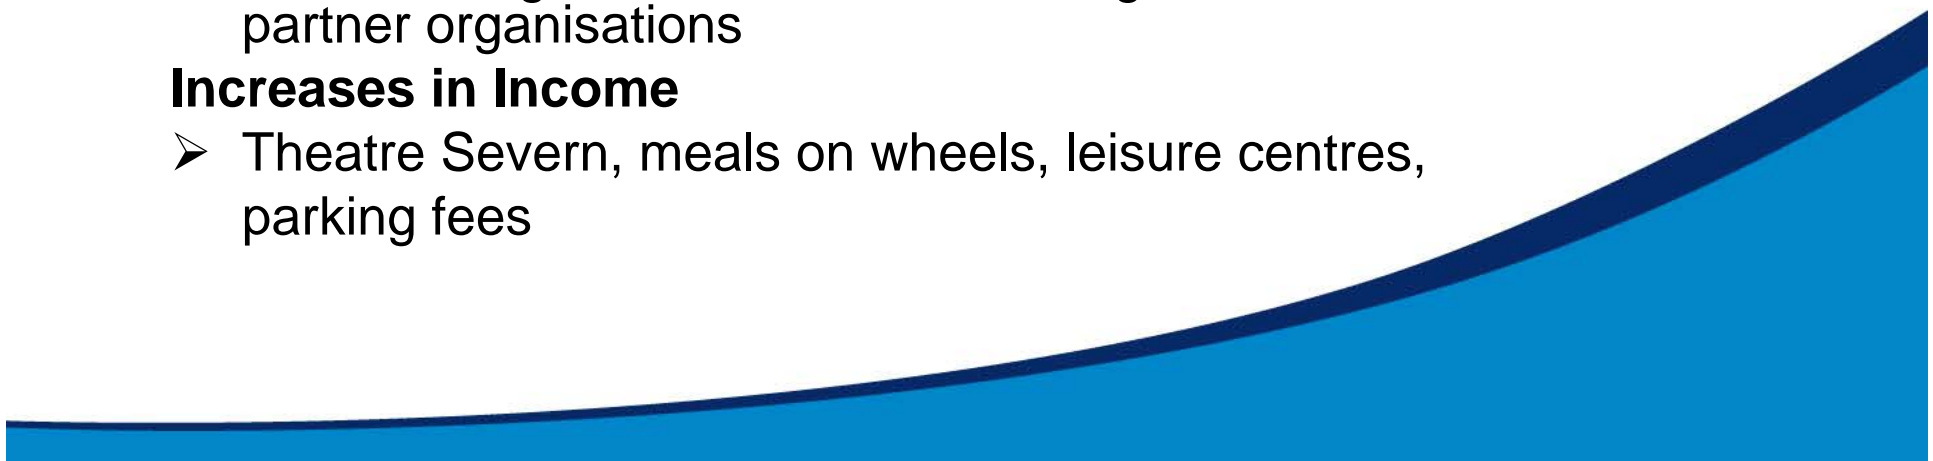 partner organisations
Increases in Income
➢ Theatre Severn, meals on wheels, leisure centres,
parking fees